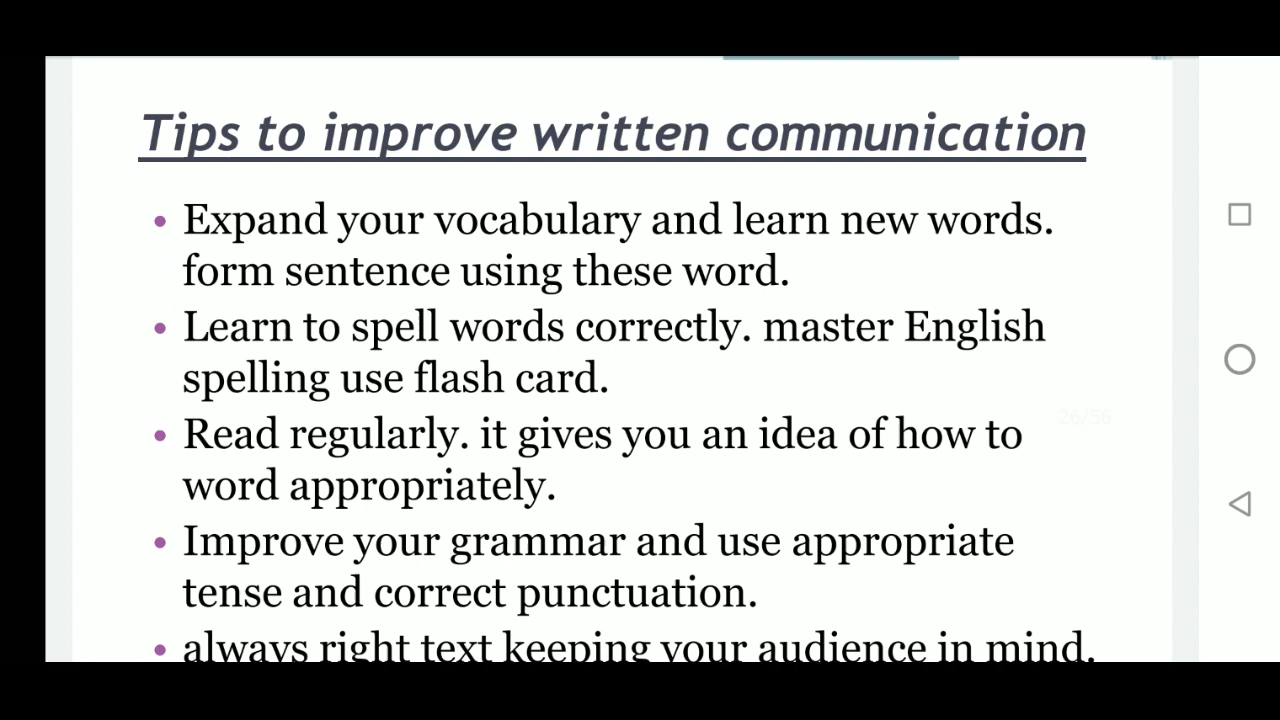 Tips to improve written communication
• Expand your vocabulary and learn new words.
form sentence using these word.
• Learn to spell words correctly. master English
spelling use flash card.
• Read regularly. it gives you an idea of how to
word appropriately.
26/56
• Improve your grammar and use appropriate
tense and correct punctuation.
• always right text keeping your audience in mind.